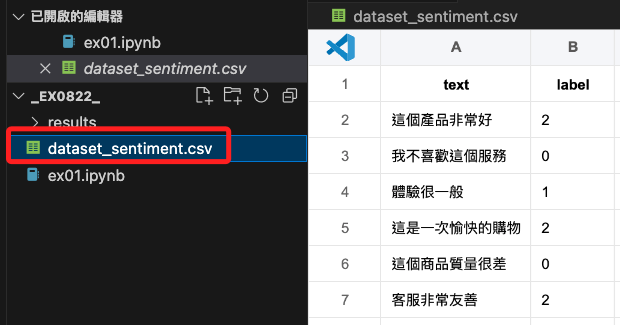 已開啟的編輯器
ex01.ipynb
dataset_sentiment.csv
_EX0822_
results
dataset_sentiment.csv
ex01.ipynb
dataset_sentiment.csv
A B
1 text label
2 這個產品非常好 2
3 我不喜歡這個服務 0
4 體驗很一般 1
5 這是一次愉快的購物 2
6 這個商品質量很差 0
7 客服非常友善 2